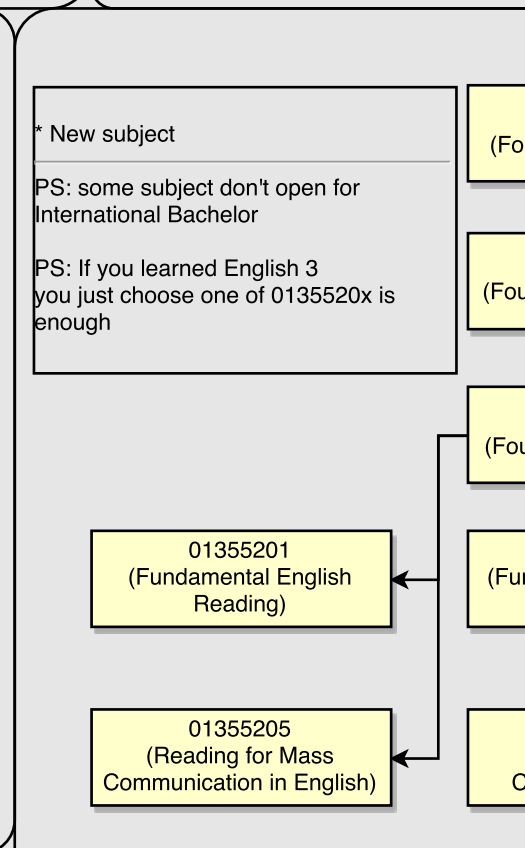 * New subject
PS: some subject don't open for
International Bachelor
PS: If you learned English 3
you just choose one of 0135520x is
enough
01355201
(Fundamental English
Reading)
01355205
(Reading for Mass
Communication in English)